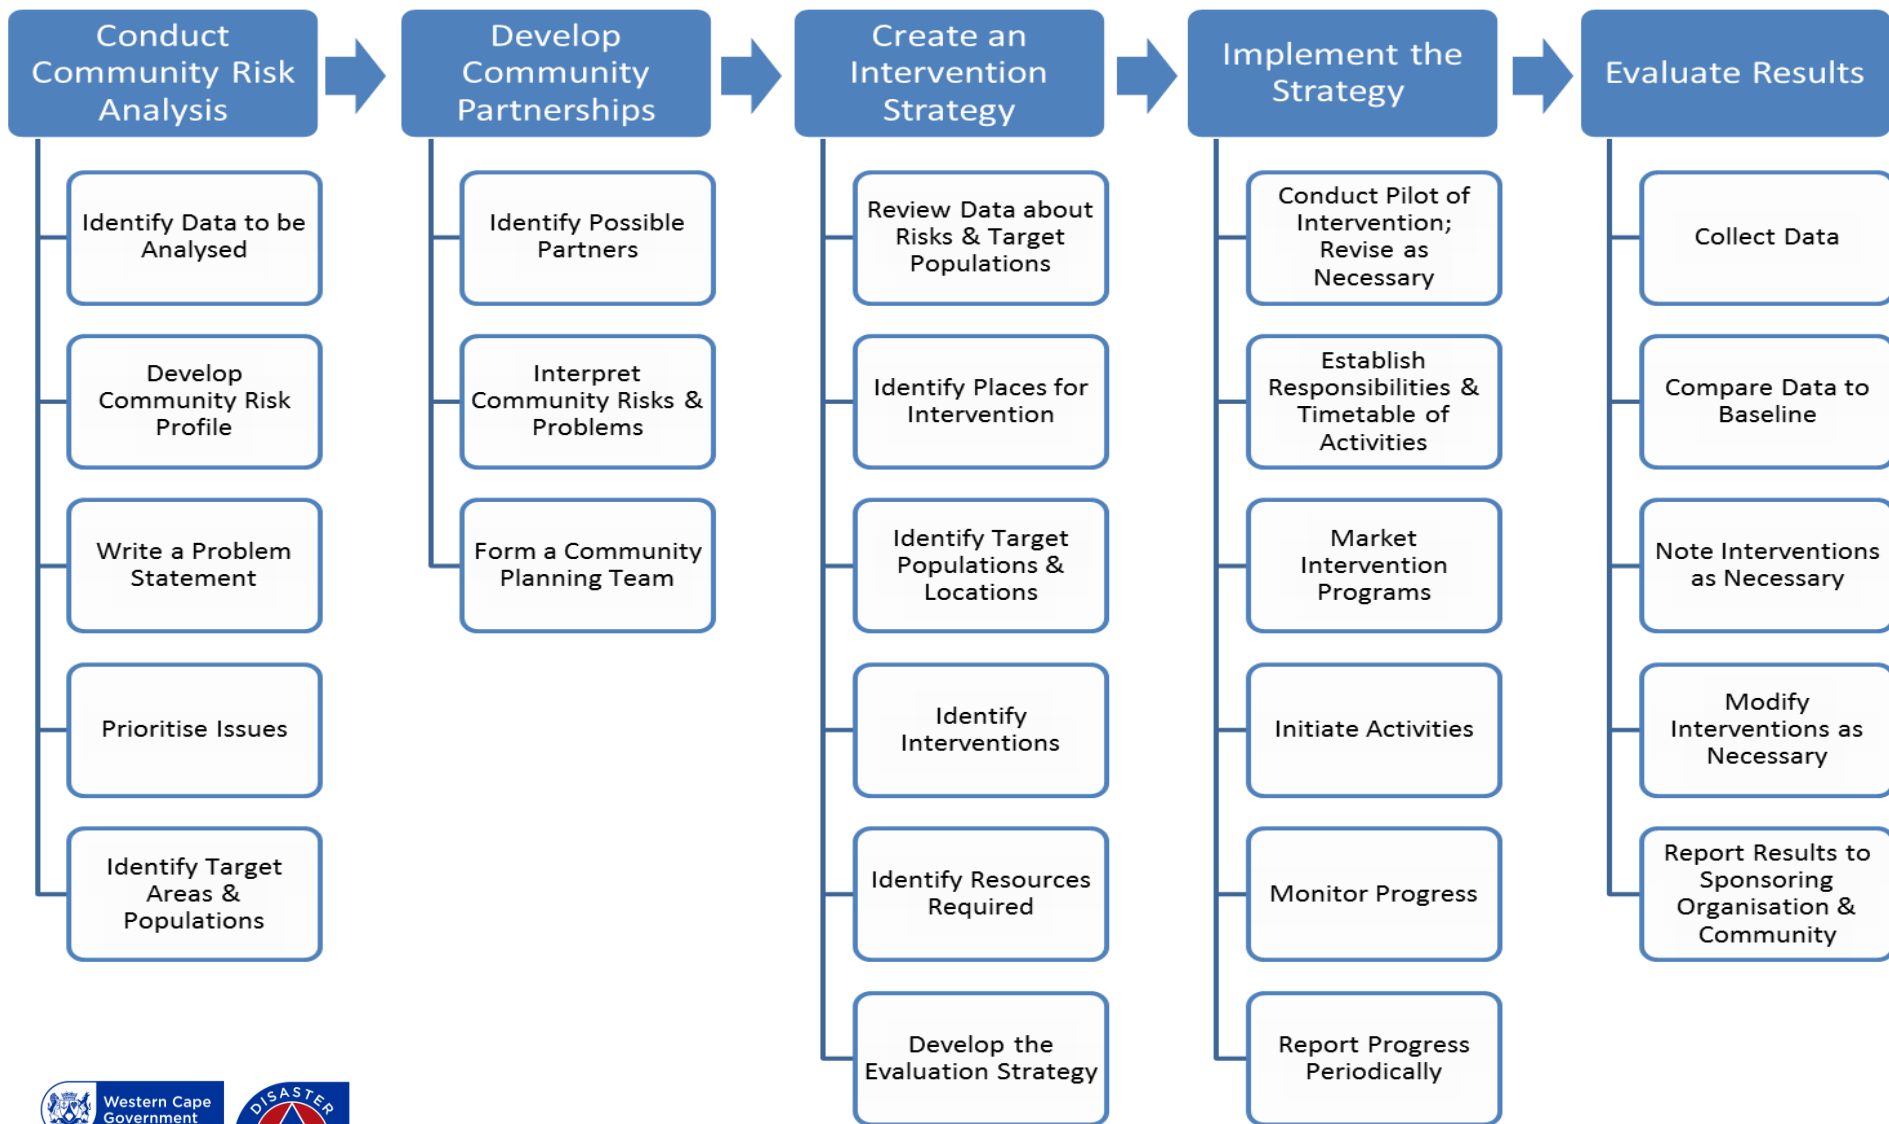 Conduct
Community Risk
Analysis
Identify Data to be
Analysed
Develop
Community Risk
Profile
Write a Problem
Statement
Prioritise Issues
Identify Target
Areas &
Populations
Develop
Community
Partnerships
Identify Possible
Partners
Interpret
Community Risks &
Problems
Form a Community
Planning Team
Create an
Intervention
Strategy
Review Data about
Risks & Target
Populations
Identify Places for
Intervention
Identify Target
Populations &
Locations
Identify
Interventions
Identify Resources
Required
Develop the
Evaluation Strategy
Implement the
Strategy
Conduct Pilot of
Intervention;
Revise as
Necessary
Establish
Responsibilities &
Timetable of
Activities
Market
Intervention
Programs
Initiate Activities
Monitor Progress
Report Progress
Periodically
Evaluate Results
Collect Data
Compare Data to
Baseline
Note Interventions
as Necessary
Modify
Interventions as
Necessary
Report Results to
Sponsoring
Organisation &
Community
Western Cape
Government
DISASTER